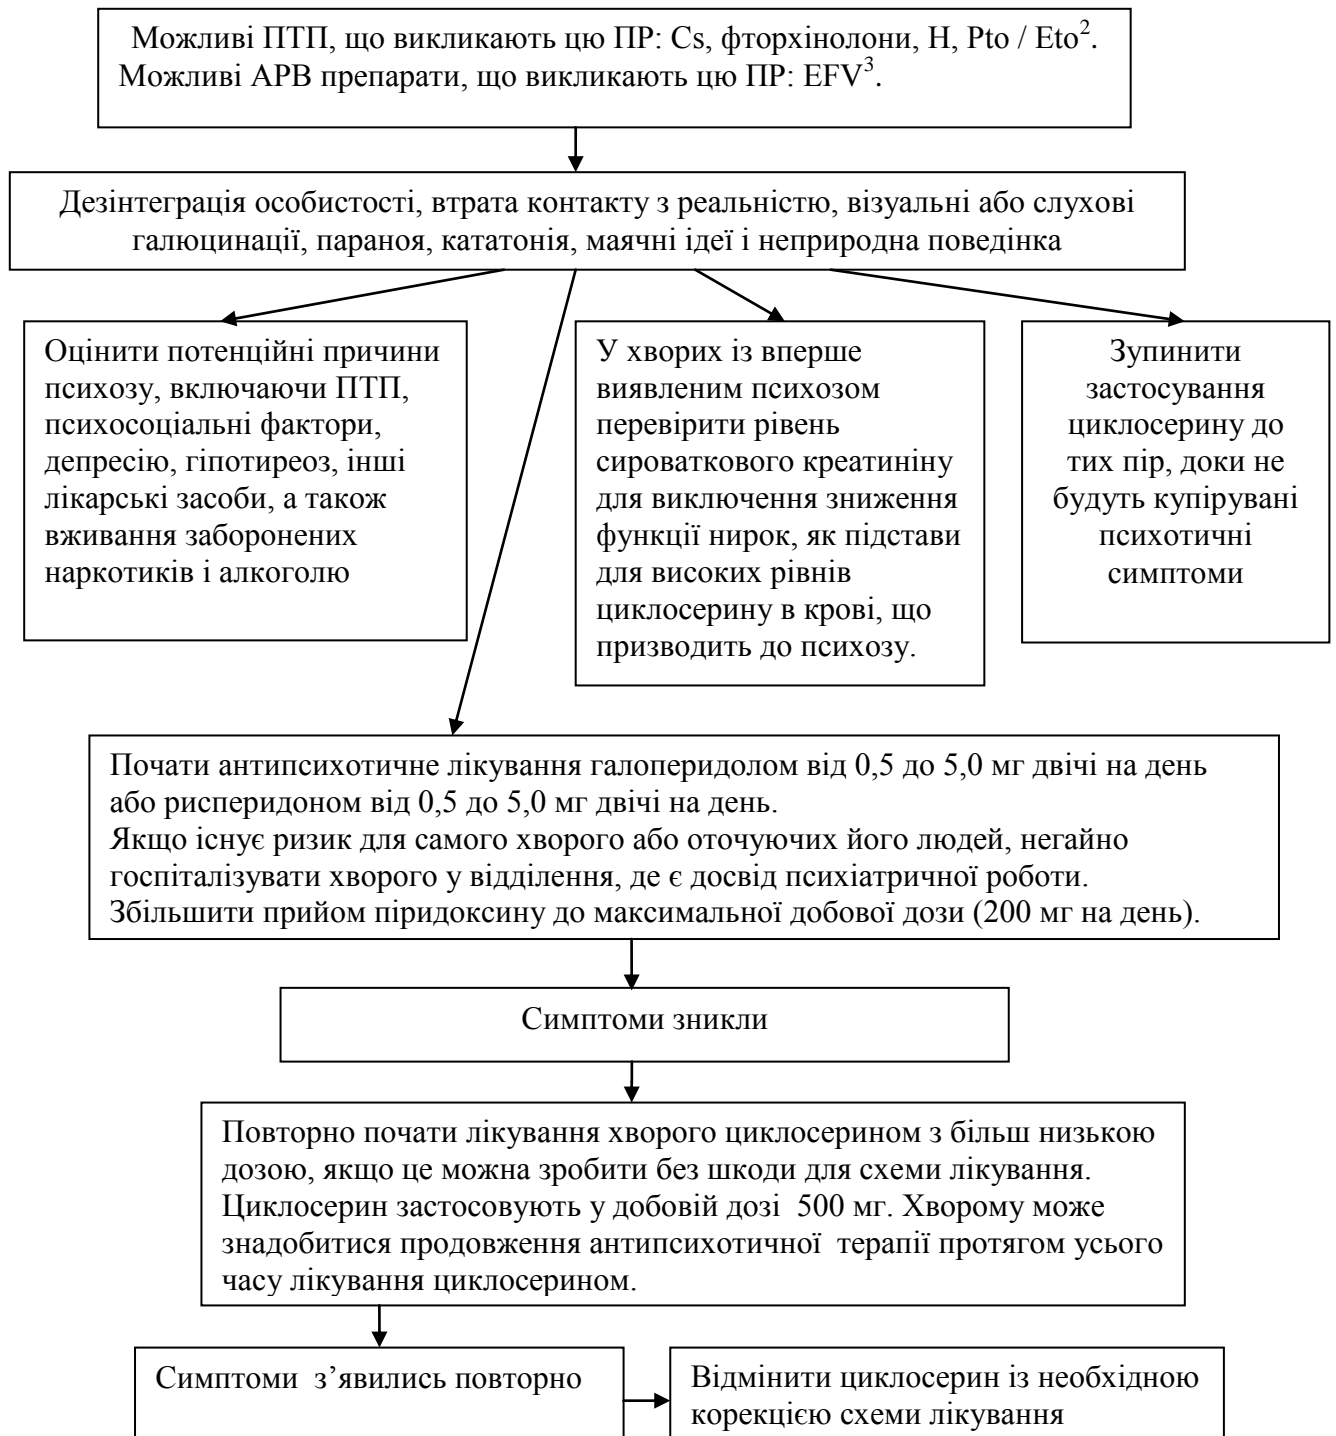 Можливі ПТП, що викликають цю ПР: Cs, фторхінолони, H, Pto / Eto².
Можливі АРВ препарати, що викликають цю ПР: EFV³.
Дезінтеграція особистості, втрата контакту з реальністю, візуальні або слухові
галюцинації, параноя, кататонія, маячні ідеї і неприродна поведінка
Оцінити потенційні причини
психозу, включаючи ПТП,
психосоціальні фактори,
депресію, гіпотиреоз, інші
лікарські засоби, а також
вживання заборонених
наркотиків і алкоголю
У хворих із вперше
виявленим психозом
перевірити рівень
сироваткового креатиніну
для виключення зниження
функції нирок, як підстави
для високих рівнів
циклосерину в крові, що
призводить до психозу.
Зупинити
застосування
циклосерину до
тих пір, доки не
будуть купірувані
психотичні
симптоми
Почати антипсихотичне лікування галоперидолом від 0,5 до 5,0 мг двічі на день
або рисперидоном від 0,5 до 5,0 мг двічі на день.
Якщо існує ризик для самого хворого або оточуючих його людей, негайно
госпіталізувати хворого у відділення, де є досвід психіатричної роботи.
Збільшити прийом піридоксину до максимальної добової дози (200 мг на день).
Симптоми зникли
Повторно почати лікування хворого циклосерином з більш низькою
дозою, якщо це можна зробити без шкоди для схеми лікування.
Циклосерин застосовують у добовій дозі 500 мг. Хворому може
знадобитися продовження антипсихотичної терапії протягом усього
часу лікування циклосерином.
Симптоми з’явились повторно
Відмінити циклосерин із необхідною
корекцією схеми лікування